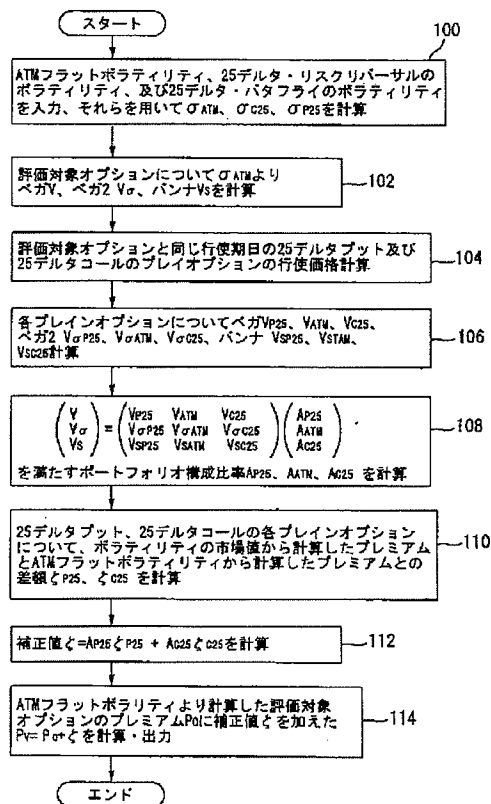 スタート
100
ATMフラットボラティリティ、25デルタ・リスクリバーサルの
ボラティリティ、及び25デルタ・バタフライのボラティリティ
を入力、それらを用いてσATM、σC25、σP25を計算
102
評価対象オプションについてσATMより
ベガV、ベガ2 Vσ、バンナVsを計算
評価対象オプションと同じ行使期日の25デルタプット及び
25デルタコールのプレイオプションの行使価格計算
104
各プレインオプションについてベガVP25、VATM、VC25、
ベガ2 VσP25、VσATM、VσC25、バンナ VSP25、VSTAM、
VSC25計算
106
V VP25 VATM VC25 AP25
Vσ = VσP25 VσATM VσC25 AATM
VS VSP25 VSATM VSC25 AC25
108
を満たすポートフォリオ構成比率AP25、AATM、AC25 を計算
25デルタプット、25デルタコールの各プレインオプション
について、ボラティリティの市場値から計算したプレミアム
とATMフラットボラティリティから計算したプレミアムとの
差額ζP25、ζC25 を計算
110
補正値ζ=AP25ζP25 + AC25ζC25を計算
112
ATMフラットボラリティより計算した評価対象
オプションのプレミアムPσに補正値ζを加えた
Pv= Pσ+ζを計算・出力
114
エンド